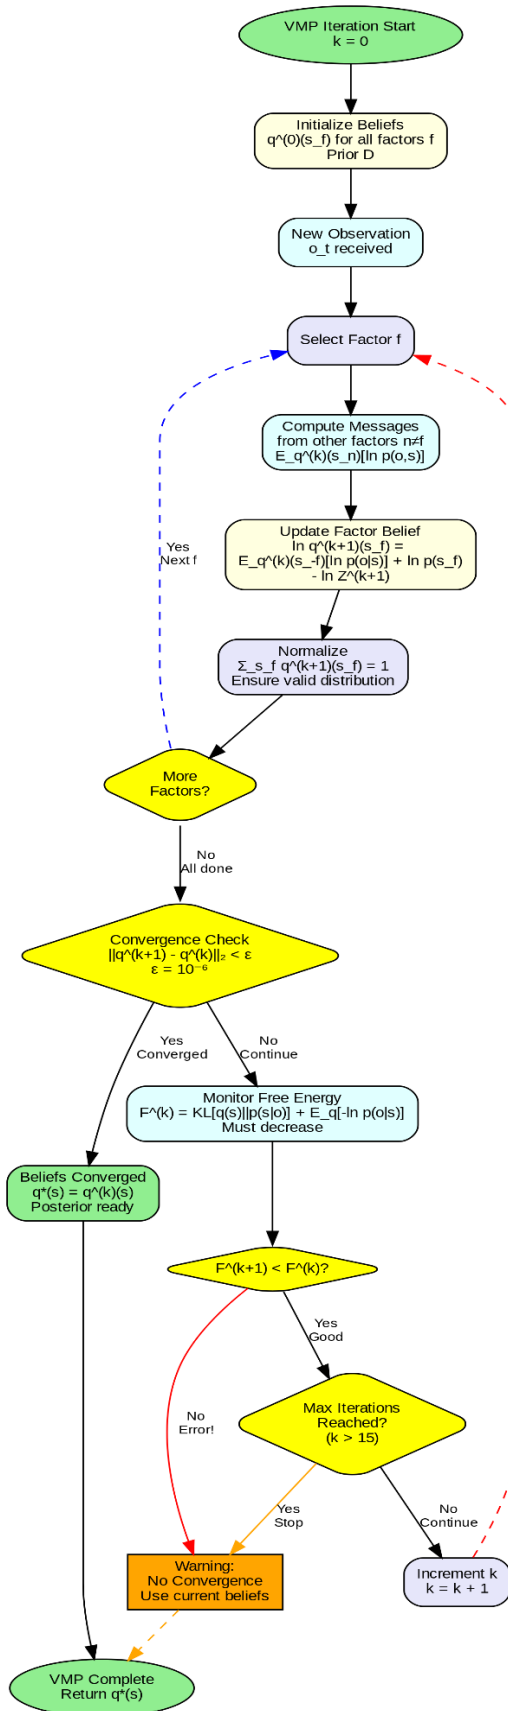 VMP Iteration Start
k = 0
Initialize Beliefs
q^(0)(s_f) for all factors f
Prior D
New Observation
o_t received
Select Factor f
Compute Messages
from other factors n≠f
E_q^(k)(s_n)[ln p(o,s)]
Yes
Next f
Update Factor Belief
ln q^(k+1)(s_f) =
E_q^(k)(s_-f)[ln p(o|s)] + ln p(s_f)
- ln Z^(k+1)
Normalize
Σ_s_f q^(k+1)(s_f) = 1
Ensure valid distribution
More
Factors?
No
All done
Convergence Check
||q^(k+1) - q^(k)||₂ < ε
ε = 10⁻⁶
Yes
Converged
No
Continue
Monitor Free Energy
F^(k) = KL[q(s)||p(s|o)] + E_q[-ln p(o|s)]
Must decrease
Beliefs Converged
q*(s) = q^(k)(s)
Posterior ready
F^(k+1) < F^(k)?
Yes
Good
No
Error!
Max Iterations
Reached?
(k > 15)
Yes
Stop
No
Continue
Warning:
No Convergence
Use current beliefs
Increment k
k = k + 1
VMP Complete
Return q*(s)